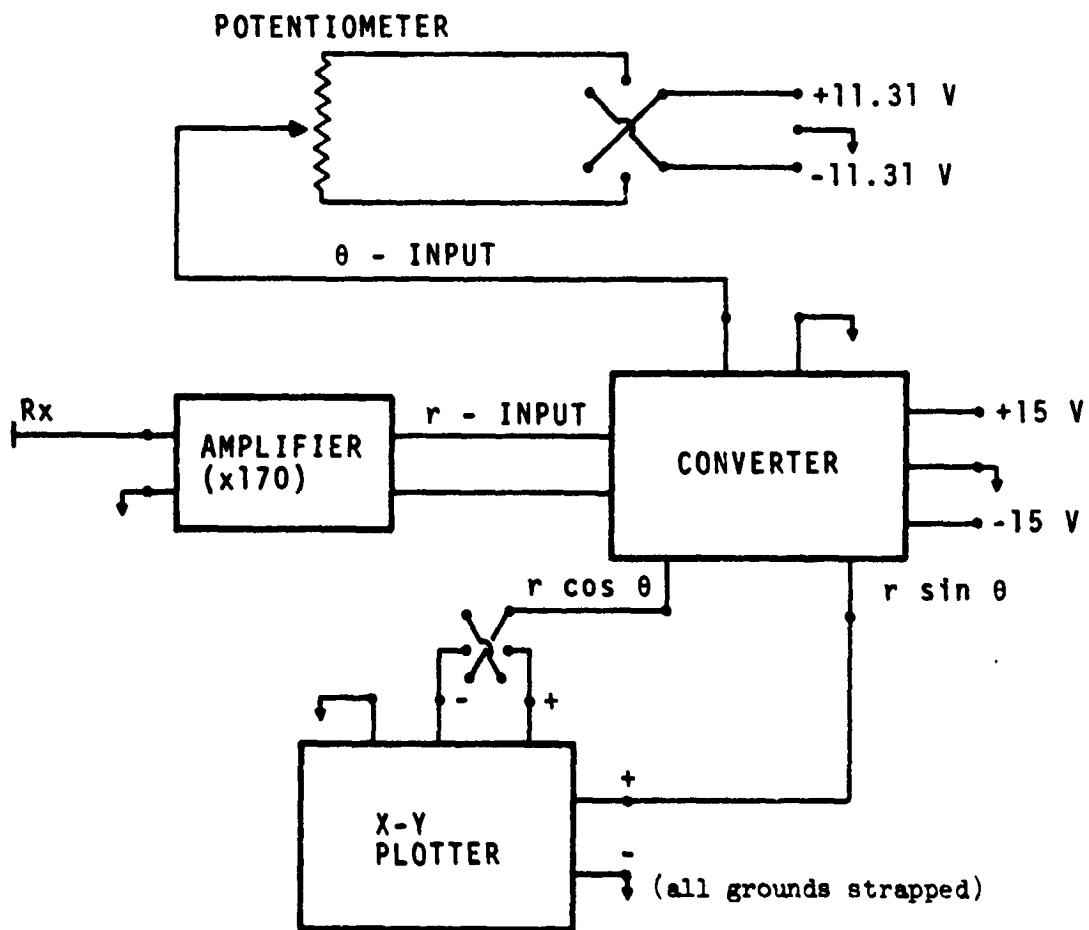 POTENTIOMETER
+11.31 V
-11.31 V
θ - INPUT
Rx
AMPLIFIER
(x170)
r - INPUT
CONVERTER
+15 V
-15 V
r cos θ
r sin θ
-
+
+
X-Y
PLOTTER
-
(all grounds strapped)